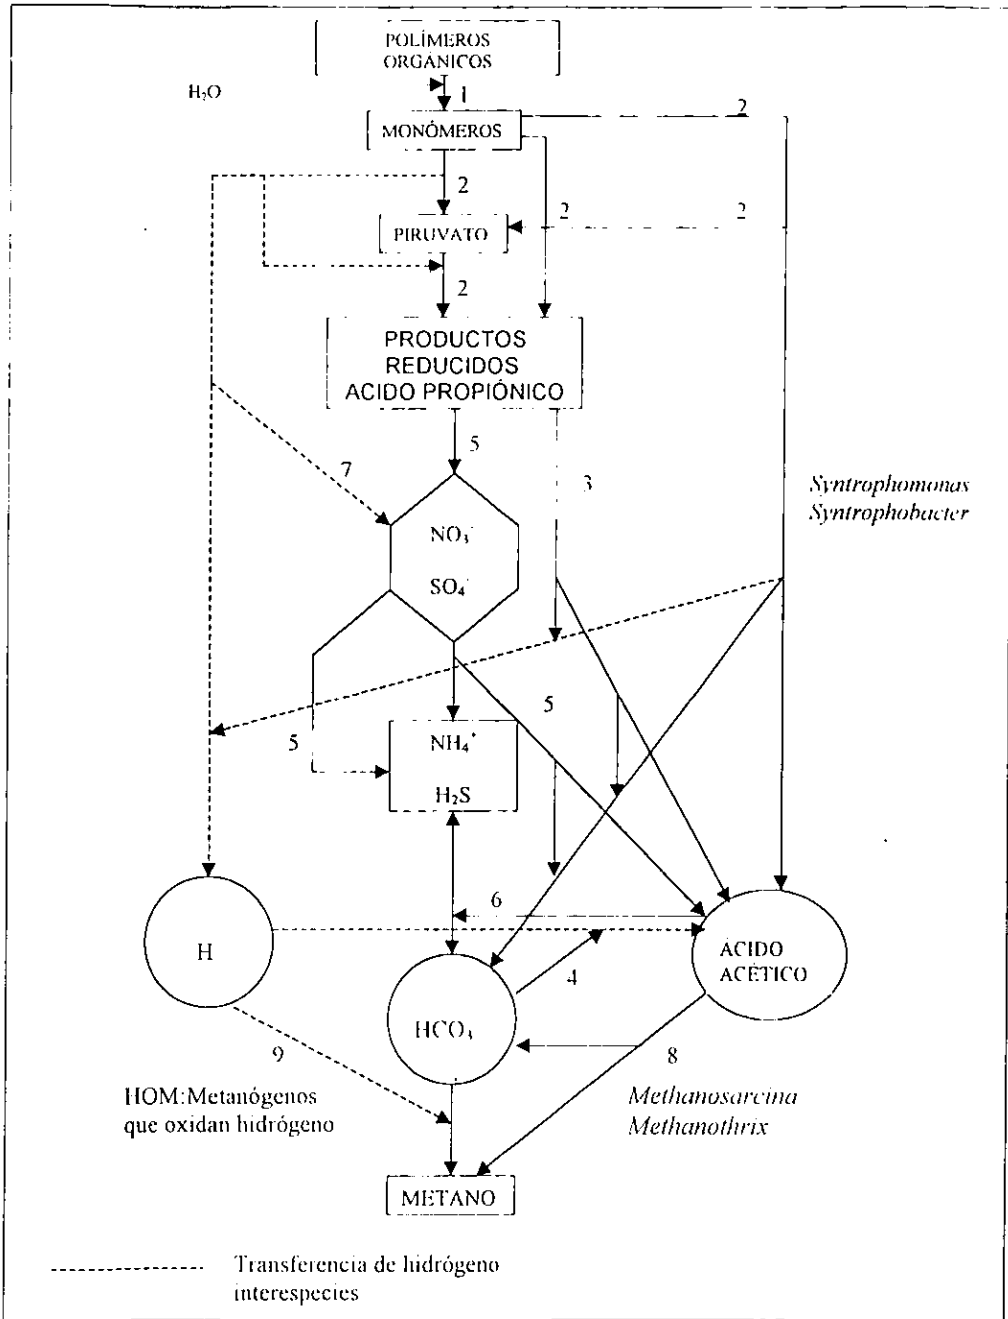 POLÍMEROS
ORGÁNICOS
H₂O
1
MONÓMEROS
2
2
PIRUVATO
2
2
2
PRODUCTOS
REDUCIDOS
ACIDO PROPIÓNICO
5
3
7
Syntrophomonas
Syntrophobacter
NO₃⁻
SO₄⁻
5
5
NH₄⁺
H₂S
6
H
ÁCIDO
ACÉTICO
4
HCO₃
9
8
HOM:Metanógenos
que oxidan hidrógeno
Methanosarcina
Methanothrix
METANO
Transferencia de hidrógeno
interespecies